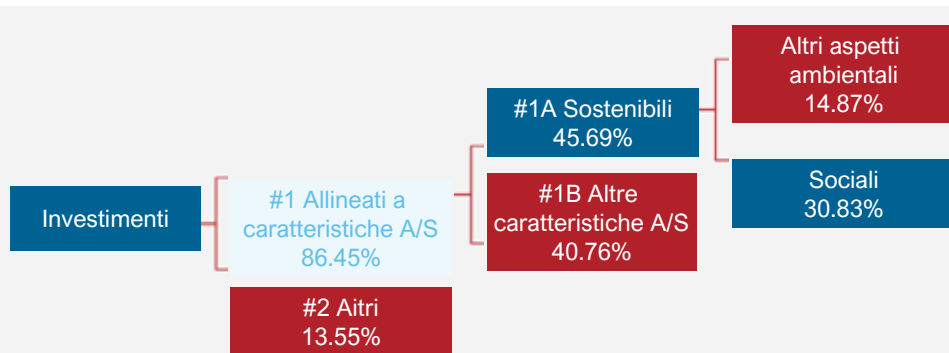 Investimenti
#1 Allineati a
caratteristiche A/S
86.45%
#2 Aitri
13.55%
#1A Sostenibili
45.69%
#1B Altre
caratteristiche A/S
40.76%
Altri aspetti
ambientali
14.87%
Sociali
30.83%